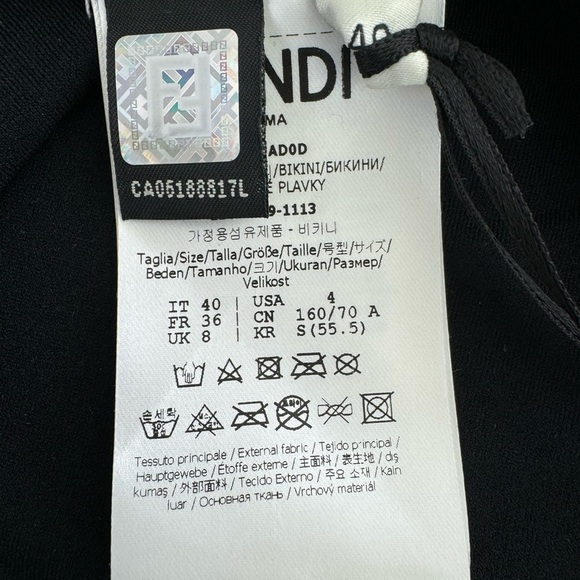 40
NDI
MA
CA06188817L
AD0D
/BIKINI/БИКИНИ/
PLAVKY
9-1113
가정용섬유제품 - 비키니
Taglia/Size/Talla/Größe/Taille/号型/サイズ/
Beden/Tamanho/크기/Ukuran/Размер/
Velikost
IT 40 | USA 4
FR 36 | CN 160/70 A
UK 8 | KR S(55.5)
손세탁
Tessuto principale / External fabric / Tejido principal /
Hauptgewebe / Étoffe externe / 主面料 / 表生地 / dış
kumaş / 外部面料 / Tecido Externo / 주요 소재 / Kain
luar / Основная ткань / Vrchový materiál